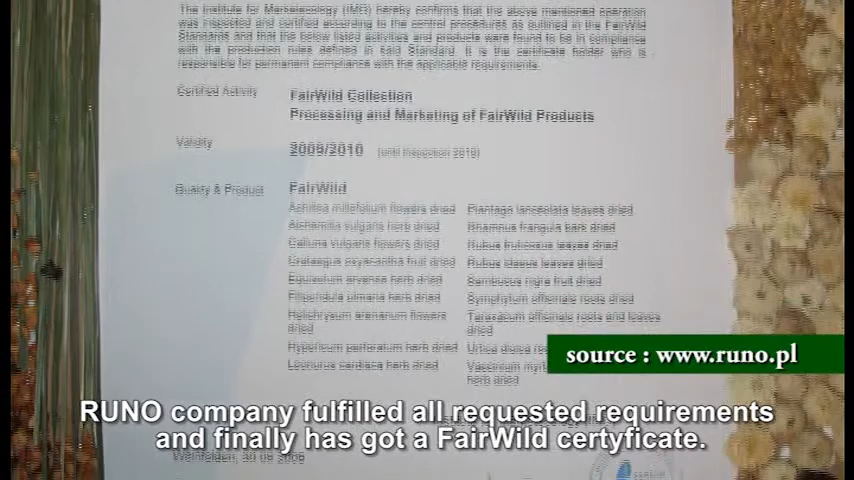 The Institute for Marketecology (IMO) hereby confirms that the above mentioned operation
was inspected and certified according to the control procedures as outlined in the FairWild
Standards and that the below listed activities and products were found to be in compliance
with the production rules defined in said Standard. It is the certificate holder who is
responsible for permanent compliance with the applicable requirements.
Certified Activity FairWild Collection
Processing and Marketing of FairWild Products
Validity 2009/2010 (until inspection 2010)
Quality & Product FairWild
Achillea millefolium flowers dried Plantago lanceolata leaves dried
Alchemilla vulgaris herb dried Rhamnus frangula bark dried
Calluna vulgaris flowers dried Rubus fruticosus leaves dried
Crataegus oxyacantha fruit dried Rubus idaeus leaves dried
Equisetum arvense herb dried Sambucus nigra fruit dried
Filipendula ulmaria herb dried Symphytum officinale roots dried
Helichrysum arenarium flowers Taraxacum officinale roots and leaves
dried dried
Hypericum perforatum herb dried Urtica dioica
Leonurus cardiaca herb dried Vaccinium
herb dried
source : www.runo.pl
RUNO company fulfilled all requested requirements
and finally has got a FairWild certyficate.
Weinfelden,